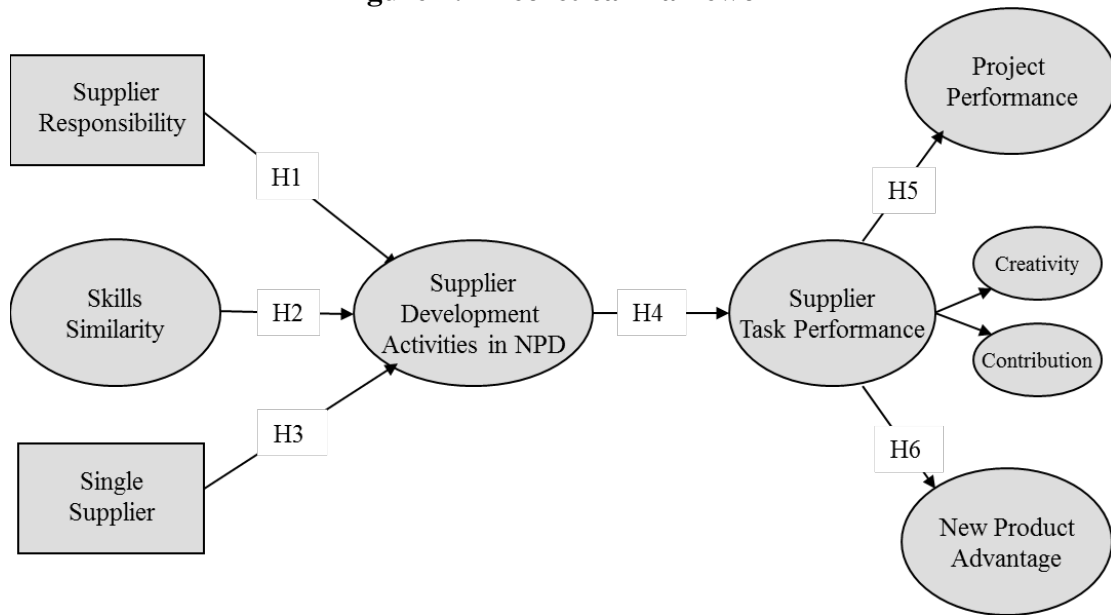 Supplier
Responsibility
H1
Skills
Similarity
H2
Single
Supplier
H3
Supplier
Development
Activities in NPD
H4
Supplier
Task Performance
H5
Project
Performance
Creativity
Contribution
H6
New Product
Advantage